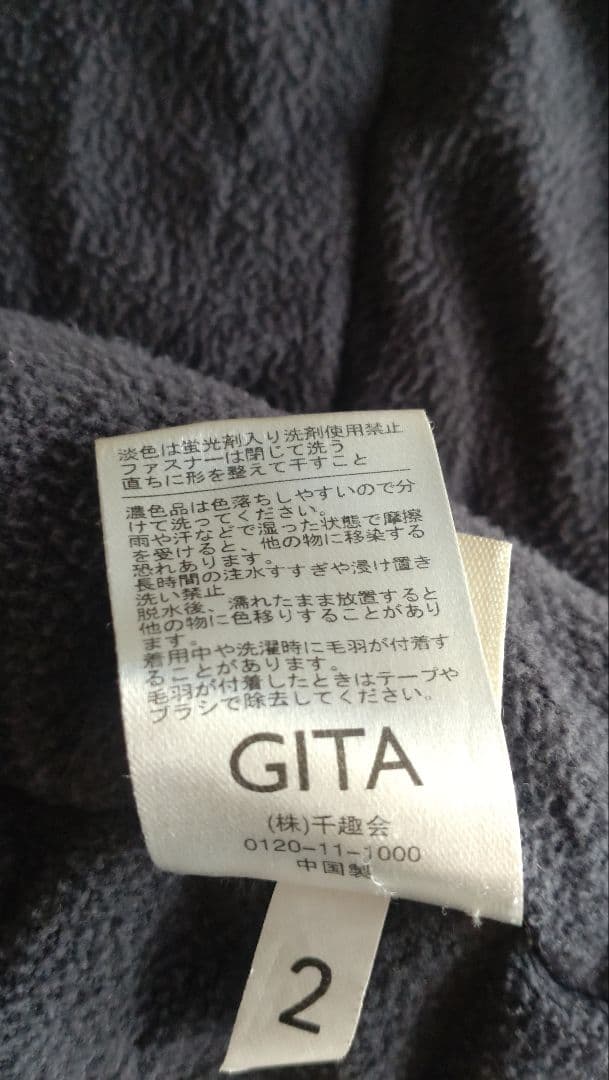 淡色は蛍光剤入り洗剤使用禁止
ファスナーは閉じて洗う
直ちに形を整えて干すこと
濃色品は色落ちしやすいので分
けて洗ってください。
雨や汗などで湿った状態で摩擦
を受けると、他の物に移染する
恐れあります。
長時間の注水すすぎや浸け置き
洗い禁止
脱水後、濡れたまま放置すると
他の物に色移りすることがあり
ます。
着用中や洗濯時に毛羽が付着す
ることがあります。
毛羽が付着したときはテープや
ブラシで除去してください。
GITA
(株)千趣会
0120-11-1000
中国製
2